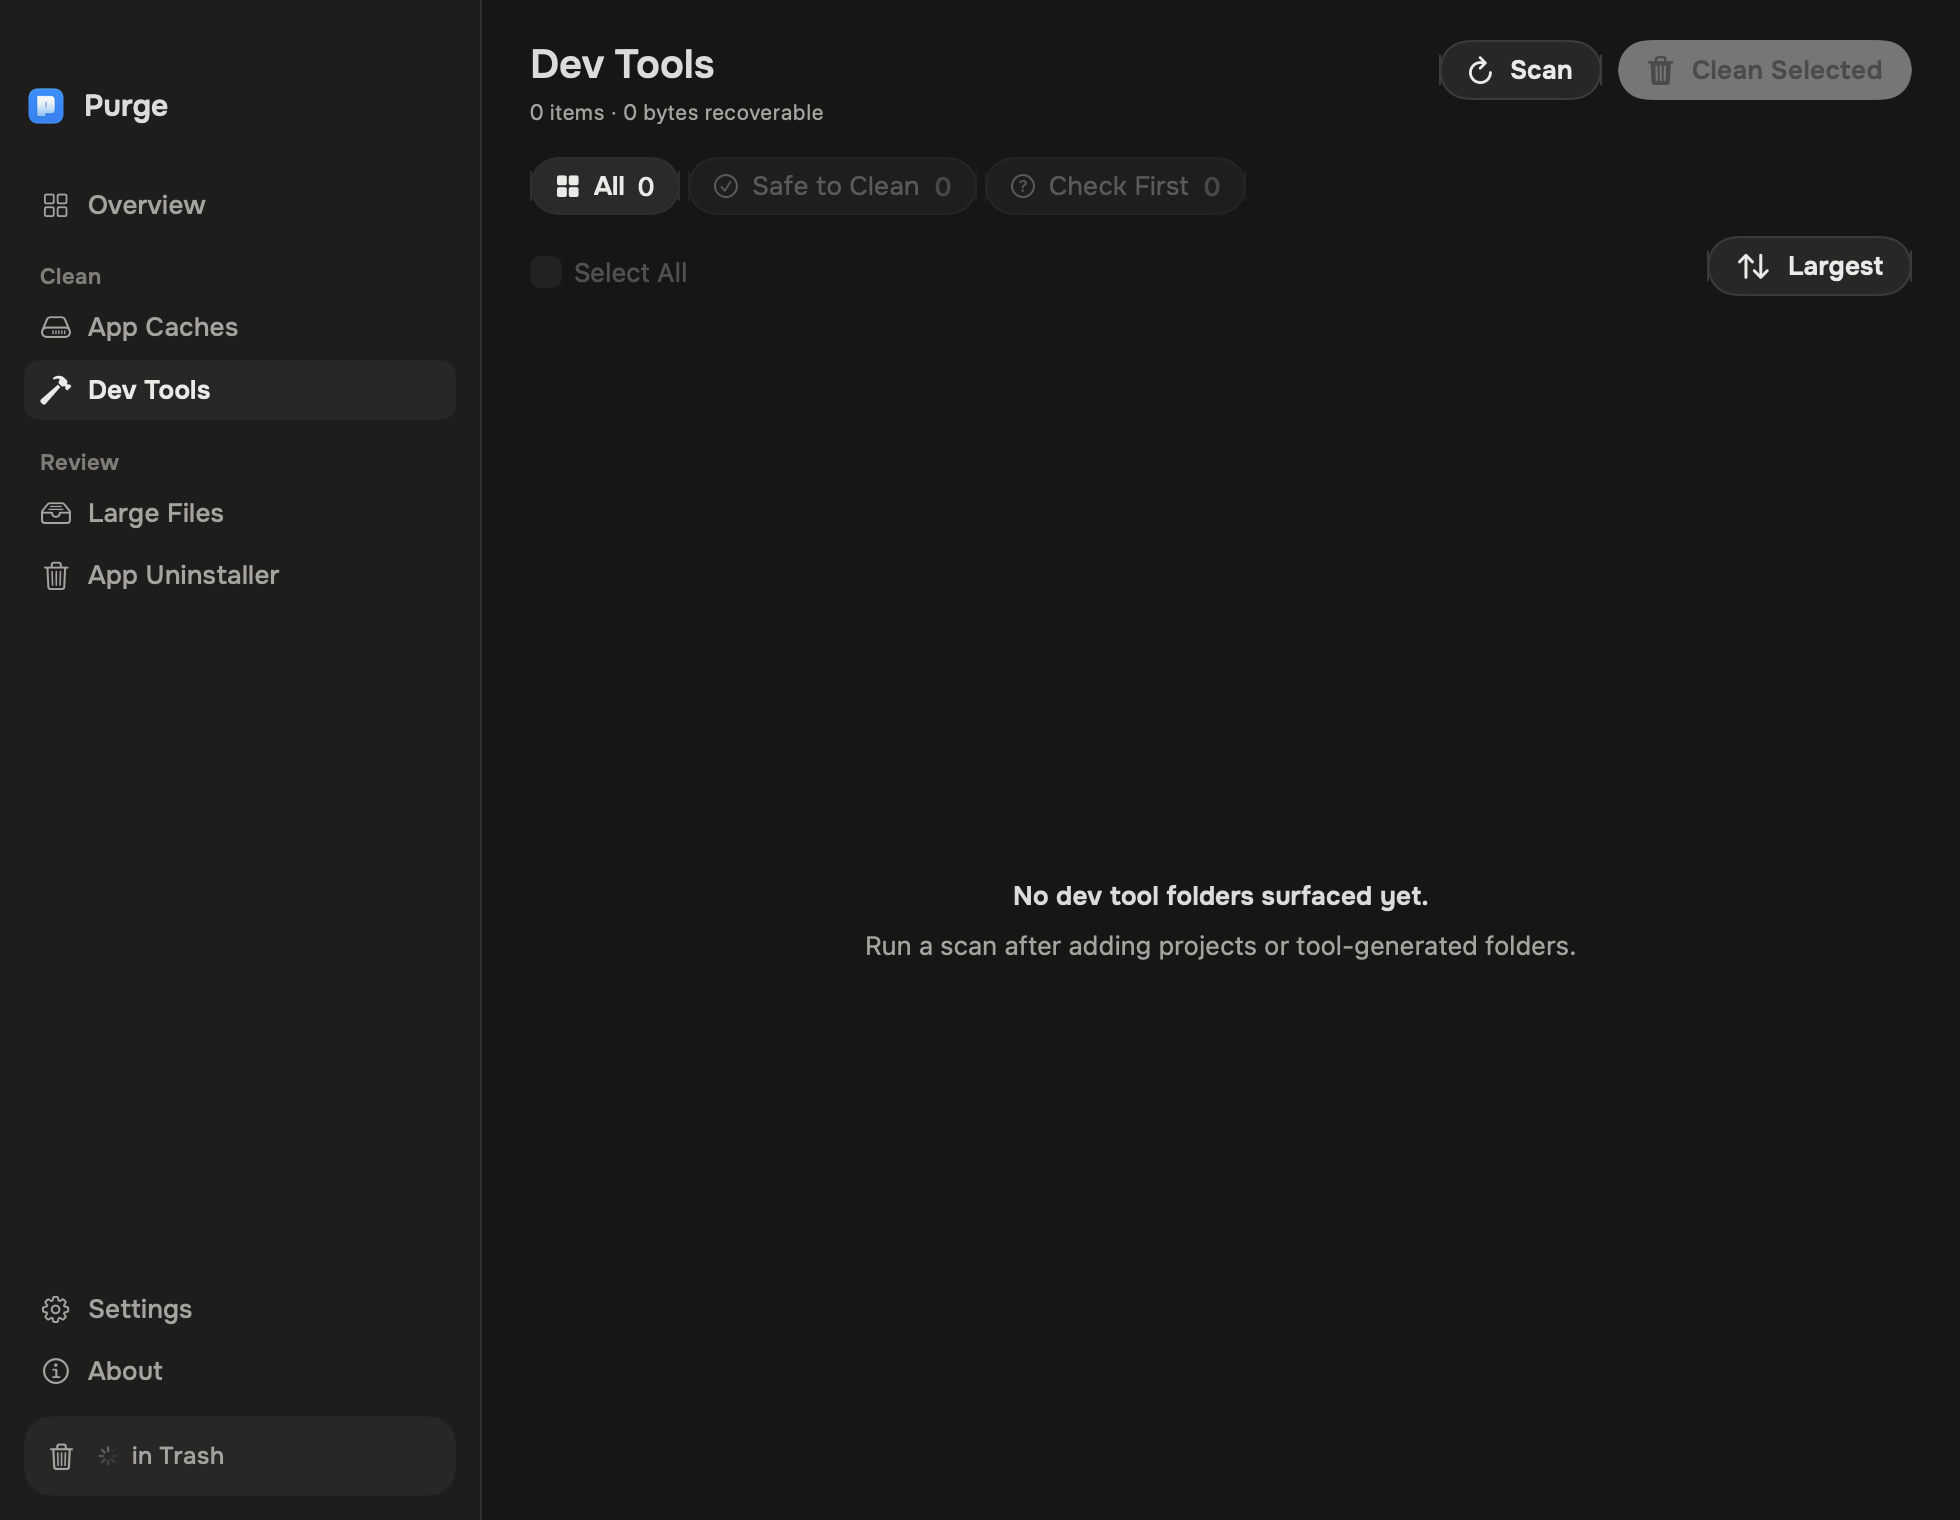 Purge
Overview
Clean
App Caches
Dev Tools
Review
Large Files
App Uninstaller
Settings
About
in Trash
Dev Tools
0 items · 0 bytes recoverable
Scan
Clean Selected
All 0
Safe to Clean 0
Check First 0
Select All
Largest
No dev tool folders surfaced yet.
Run a scan after adding projects or tool-generated folders.